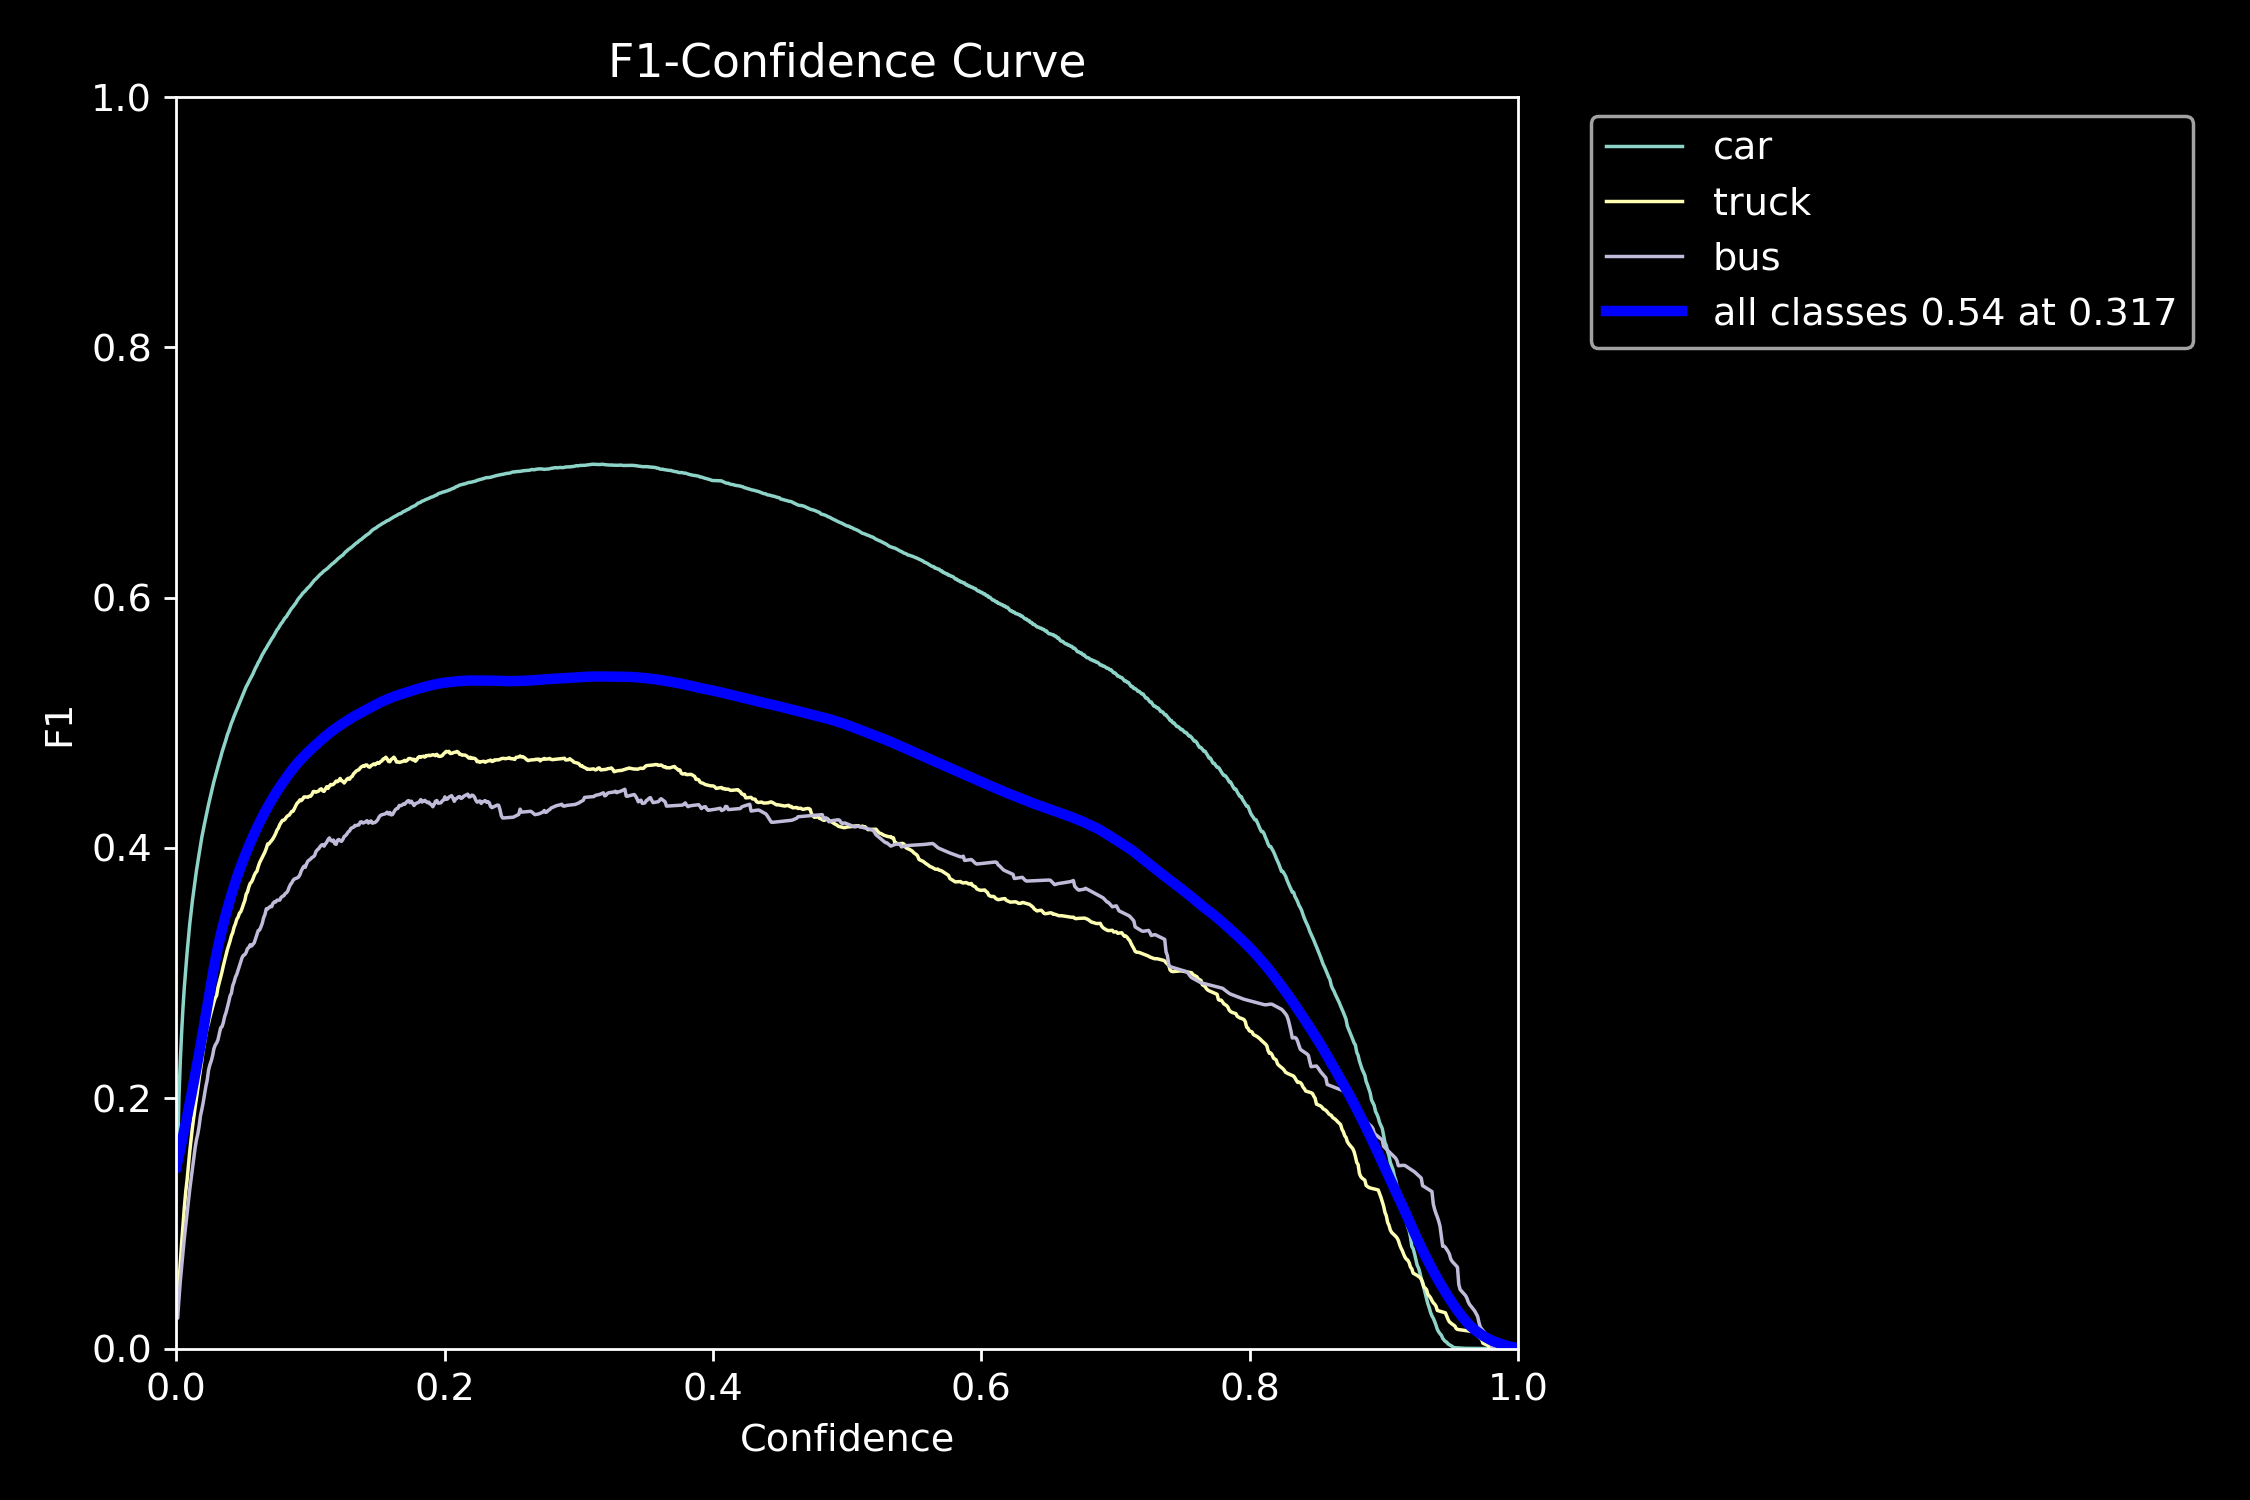 F1-Confidence Curve
1.0
0.8
0.6
0.4
0.2
0.0
F1
0.0 0.2 0.4 0.6 0.8 1.0
Confidence
car
truck
bus
all classes 0.54 at 0.317